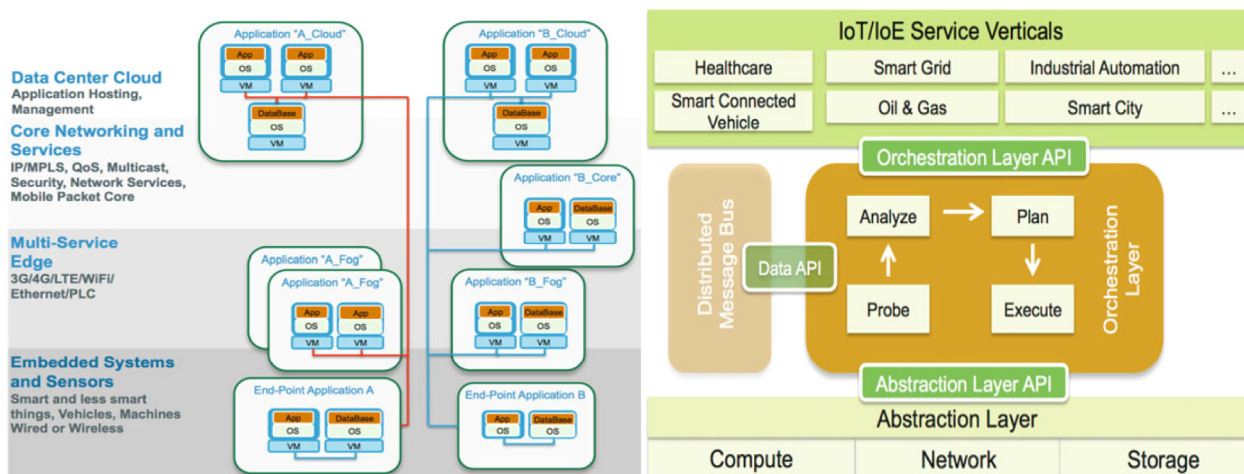 Data Center Cloud
Application Hosting,
Management
Core Networking and
Services
IP/MPLS, QoS, Multicast,
Security, Network Services,
Mobile Packet Core
Multi-Service
Edge
3G/4G/LTE/WiFi/
Ethernet/PLC
Embedded Systems
and Sensors
Smart and less smart
things, Vehicles, Machines
Wired or Wireless
Application "A_Cloud"
App App
OS OS
VM VM
DataBase
OS
VM
Application "A_Fog"
Application "A_Fog"
App App
OS OS
VM VM
End-Point Application A
App DataBase
OS OS
VM VM
Application "B_Cloud"
App App
OS OS
VM VM
DataBase
OS
VM
Application "B_Core"
App DataBase
OS OS
VM VM
Application "B_Fog"
App DataBase
OS OS
VM VM
End-Point Application B
App DataBase
OS OS
IoT/IoE Service Verticals
Healthcare Smart Grid Industrial Automation ...
Smart Connected
Vehicle
Oil & Gas Smart City ...
Orchestration Layer API
Distributed
Message Bus
Data API
Analyze Plan
Probe Execute
Orchestration
Layer
Abstraction Layer API
Abstraction Layer
Compute Network Storage